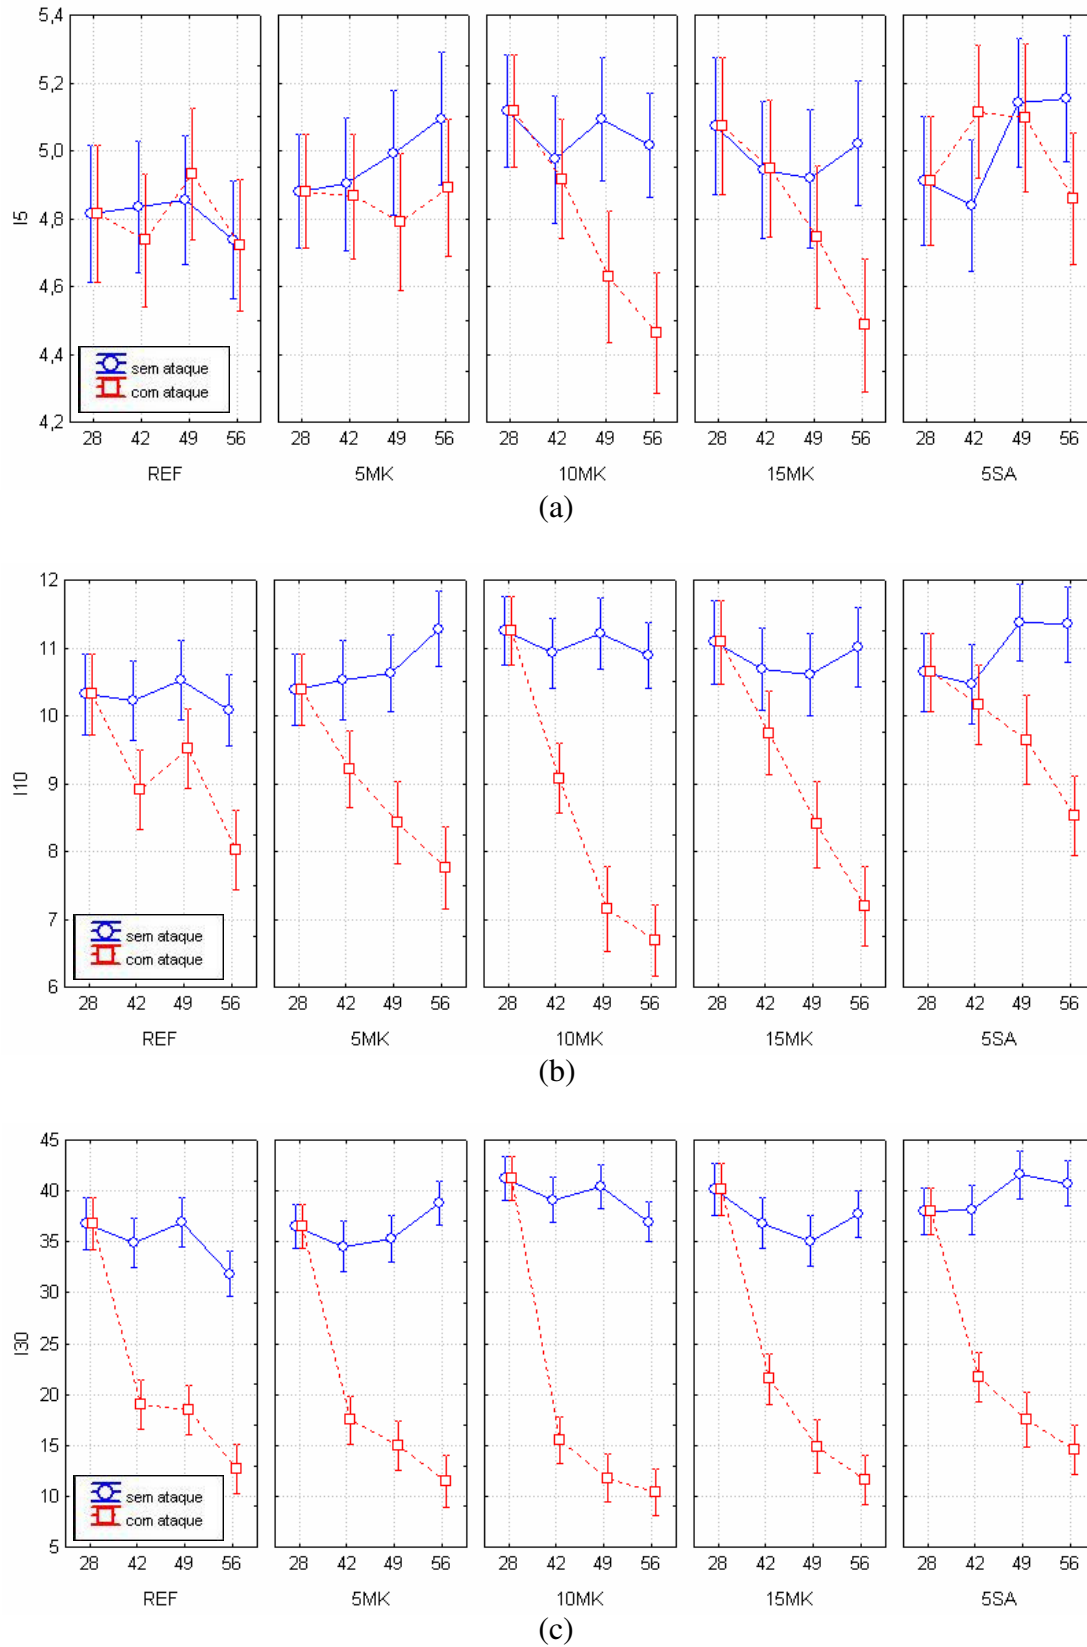 5,4
5,2
5,0
4,8
4,6
4,4
4,2
I5
sem ataque
com ataque
28 42 49 56 28 42 49 56 28 42 49 56 28 42 49 56 28 42 49 56
REF 5MK 10MK 15MK 5SA
(a)
12
11
10
9
8
7
6
I10
sem ataque
com ataque
28 42 49 56 28 42 49 56 28 42 49 56 28 42 49 56 28 42 49 56
REF 5MK 10MK 15MK 5SA
(b)
45
40
35
30
25
20
15
10
5
I30
sem ataque
com ataque
28 42 49 56 28 42 49 56 28 42 49 56 28 42 49 56 28 42 49 56
REF 5MK 10MK 15MK 5SA
(c)